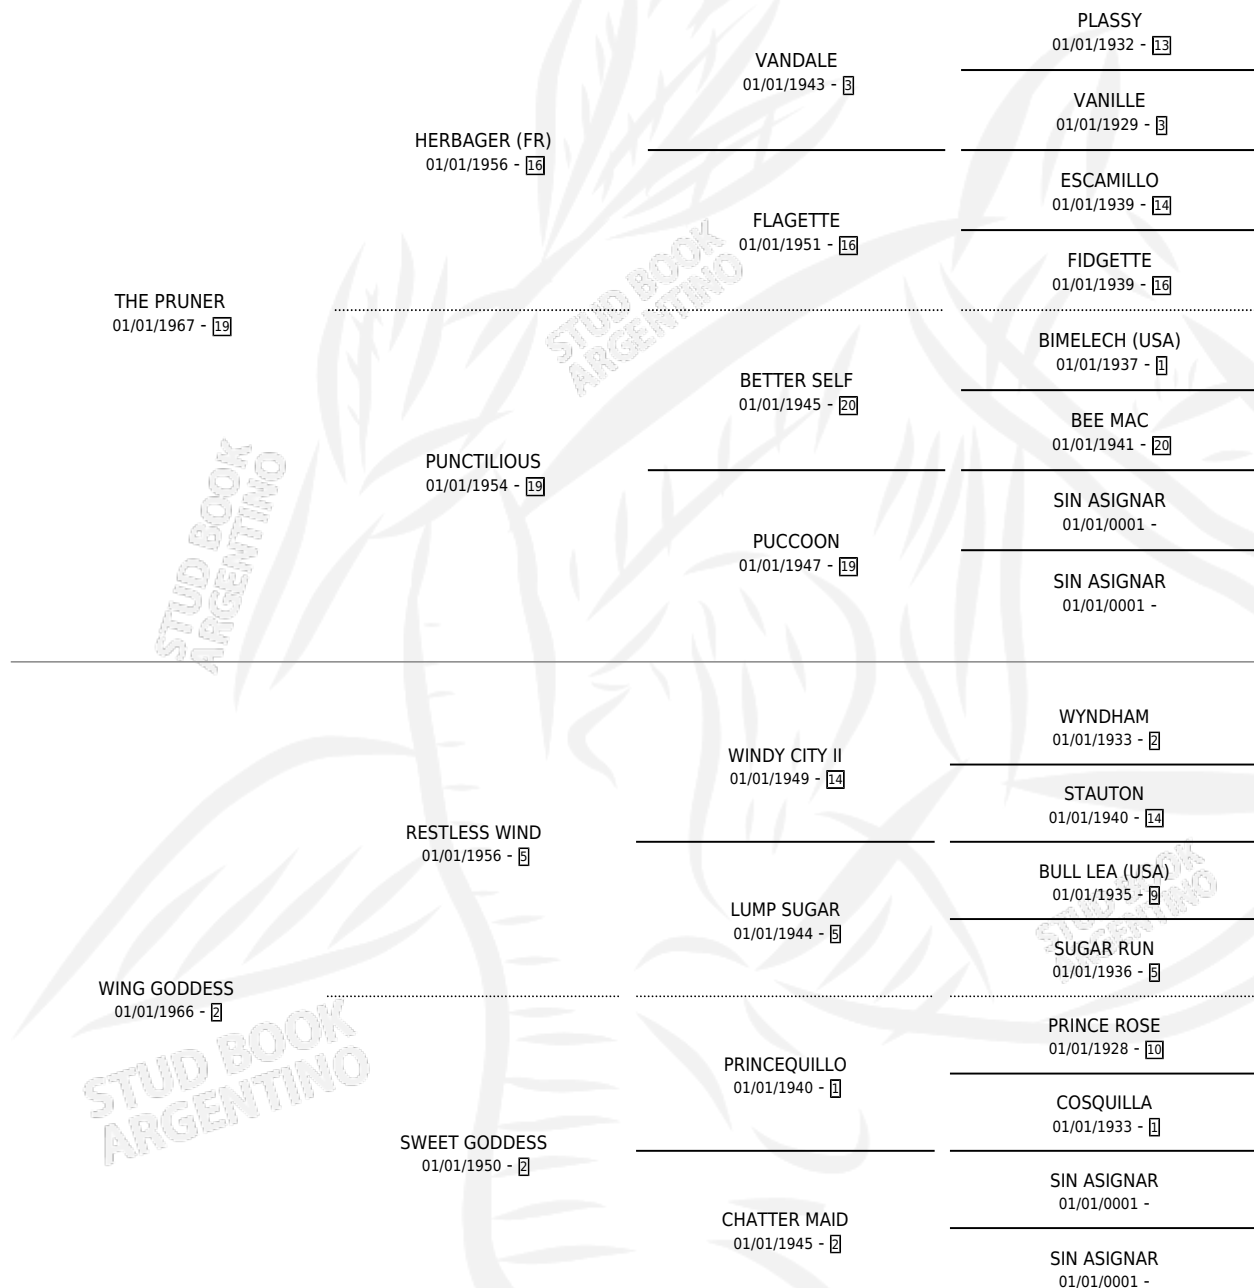 PLASSY
01/01/1932 - 13
VANDALE
01/01/1943 - 3
VANILLE
01/01/1929 - 3
HERBAGER (FR)
01/01/1956 - 16
ESCAMILLO
01/01/1939 - 14
FLAGETTE
01/01/1951 - 16
FIDGETTE
01/01/1939 - 16
THE PRUNER
01/01/1967 - 19
BIMELECH (USA)
01/01/1937 - 1
BETTER SELF
01/01/1945 - 20
BEE MAC
01/01/1941 - 20
PUNCTILIOUS
01/01/1954 - 19
SIN ASIGNAR
01/01/0001 -
PUCCOON
01/01/1947 - 19
SIN ASIGNAR
01/01/0001 -
WYNDHAM
01/01/1933 - 2
WINDY CITY II
01/01/1949 - 14
STAUTON
01/01/1940 - 14
RESTLESS WIND
01/01/1956 - 5
BULL LEA (USA)
01/01/1935 - 9
LUMP SUGAR
01/01/1944 - 5
SUGAR RUN
01/01/1936 - 5
WING GODDESS
01/01/1966 - 2
PRINCE ROSE
01/01/1928 - 10
PRINCEQUILLO
01/01/1940 - 1
COSQUILLA
01/01/1933 - 1
SWEET GODDESS
01/01/1950 - 2
SIN ASIGNAR
01/01/0001 -
CHATTER MAID
01/01/1945 - 2
SIN ASIGNAR
01/01/0001 -
STUD BOOK
ARGENTINO
STUD BOOK
ARGENTINO
STUD BOOK
ARGENTINO
STUD BOOK
ARGENTINO